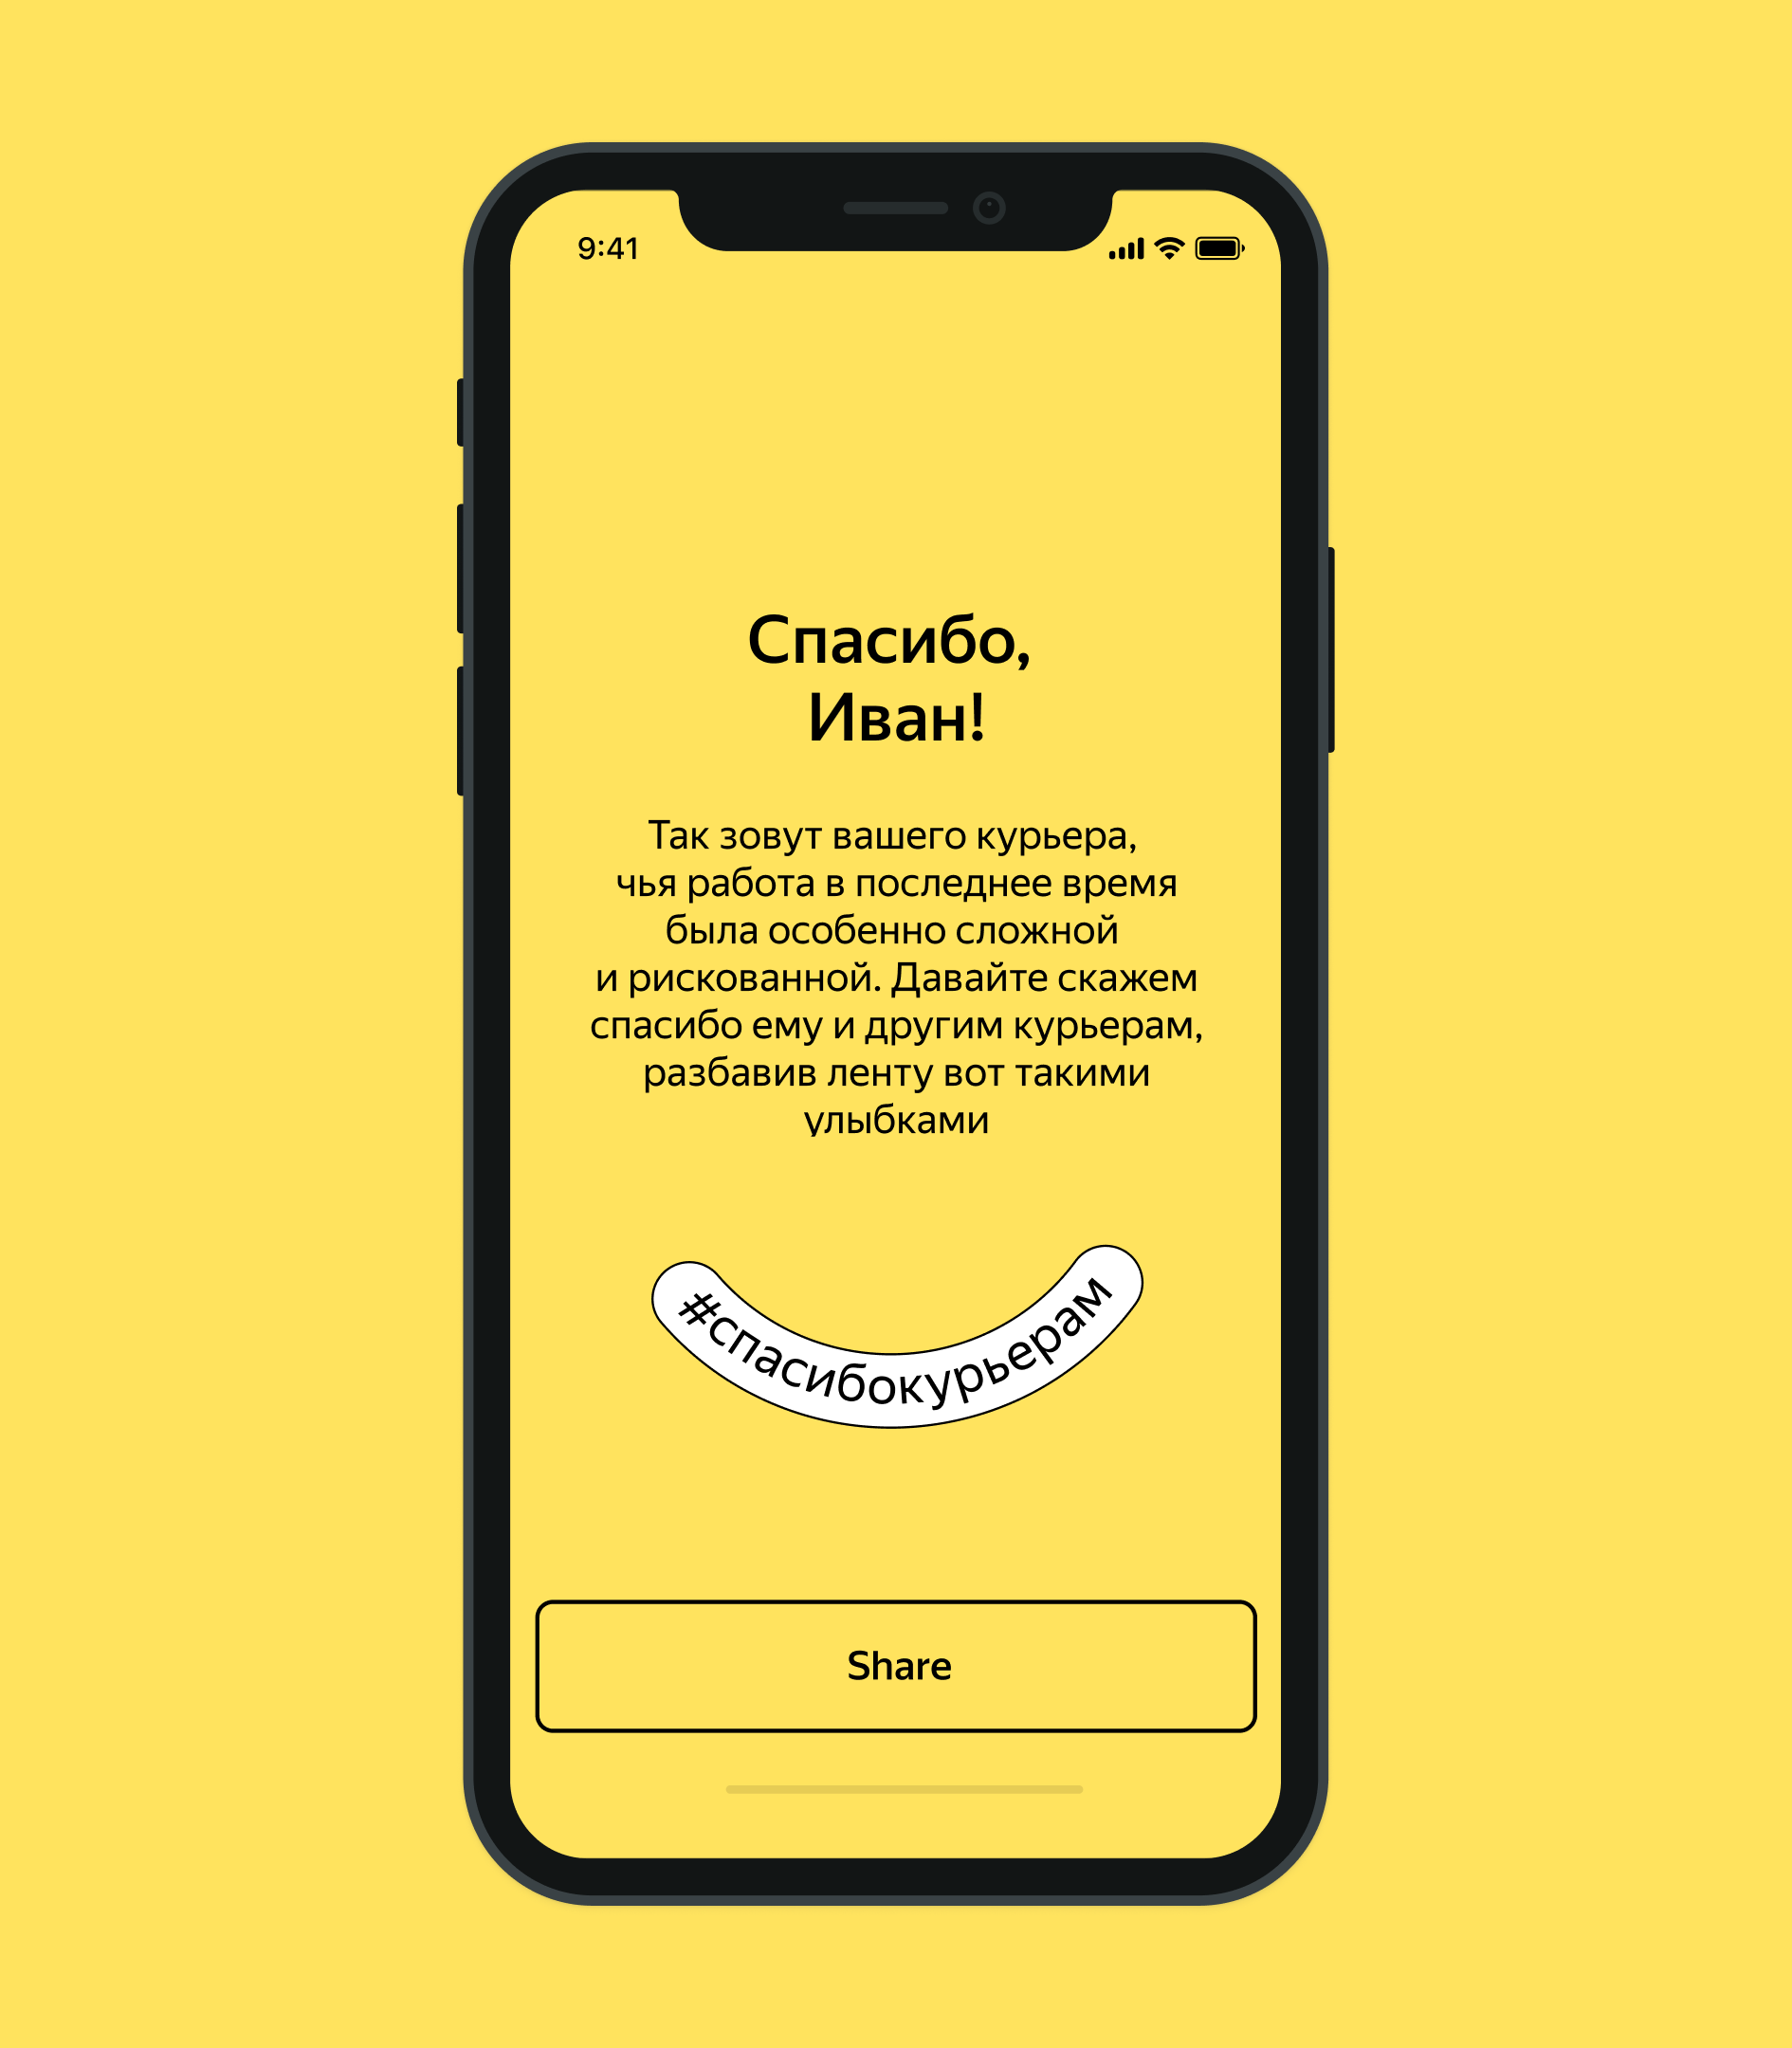 9:41
Спасибо,
Иван!
Так зовут вашего курьера,
чья работа в последнее время
была особенно сложной
и рискованной. Давайте скажем
спасибо ему и другим курьерам,
разбавив ленту вот такими
улыбками
#спасибокурьерам
Share